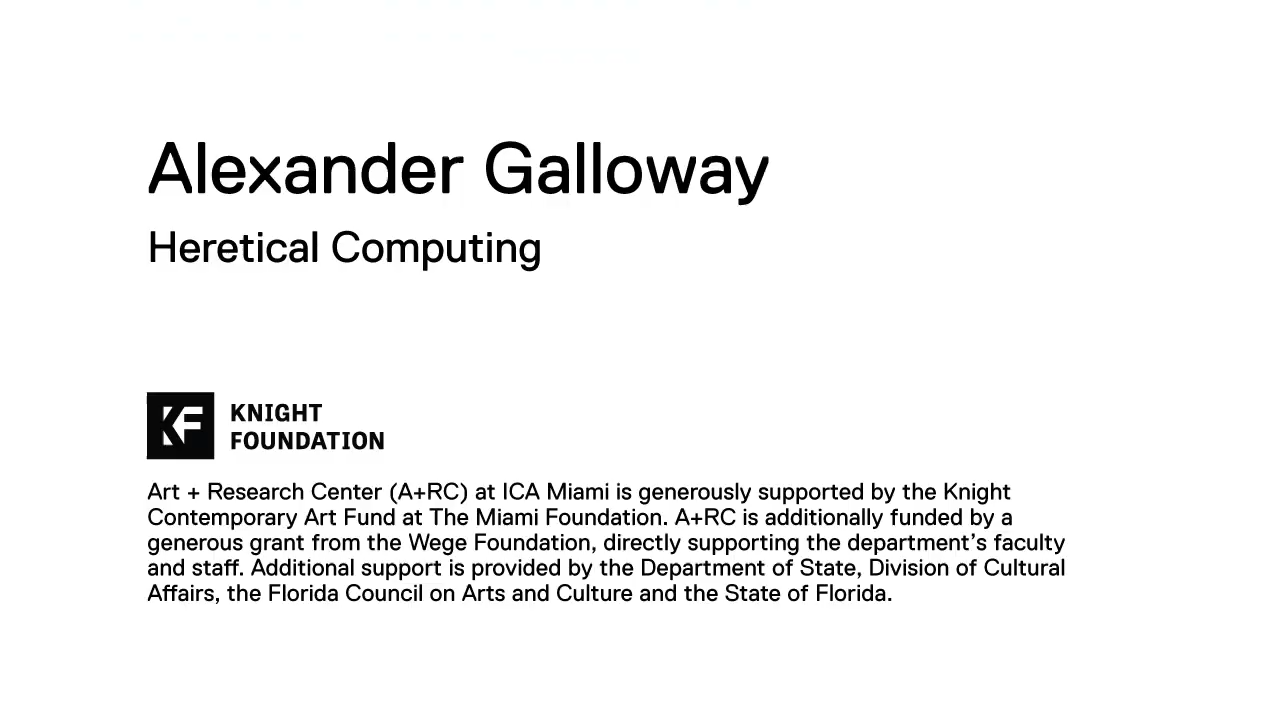 Alexander Galloway
Heretical Computing
KF
KNIGHT
FOUNDATION
Art + Research Center (A+RC) at ICA Miami is generously supported by the Knight
Contemporary Art Fund at The Miami Foundation. A+RC is additionally funded by a
generous grant from the Wege Foundation, directly supporting the department’s faculty
and staff. Additional support is provided by the Department of State, Division of Cultural
Affairs, the Florida Council on Arts and Culture and the State of Florida.